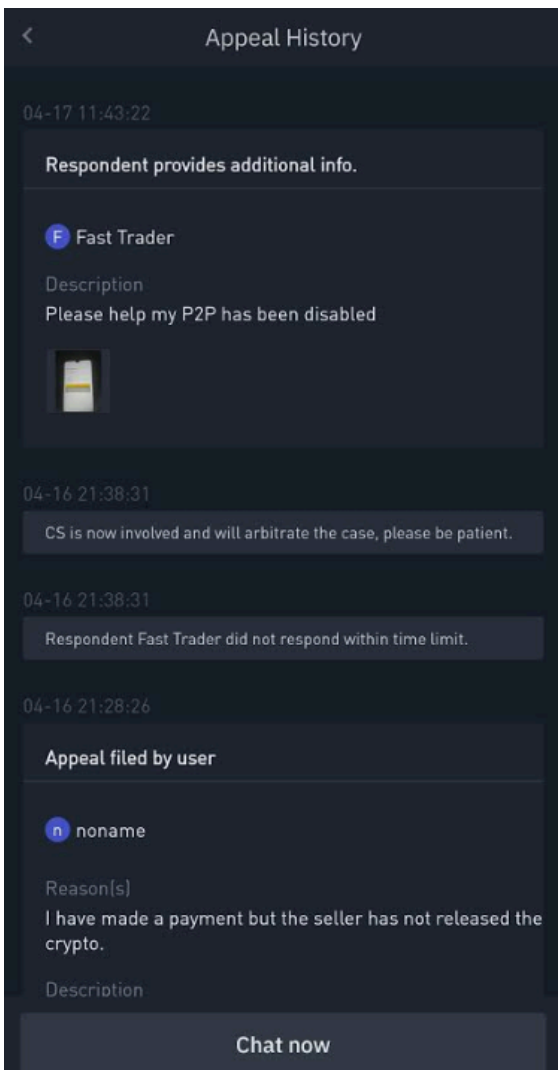 Appeal History
04-17 11:43:22
Respondent provides additional info.
F Fast Trader
Description
Please help my P2P has been disabled
04-16 21:38:31
CS is now involved and will arbitrate the case, please be patient.
04-16 21:38:31
Respondent Fast Trader did not respond within time limit.
04-16 21:28:26
Appeal filed by user
n noname
Reason(s)
I have made a payment but the seller has not released the
crypto.
Description
Chat now